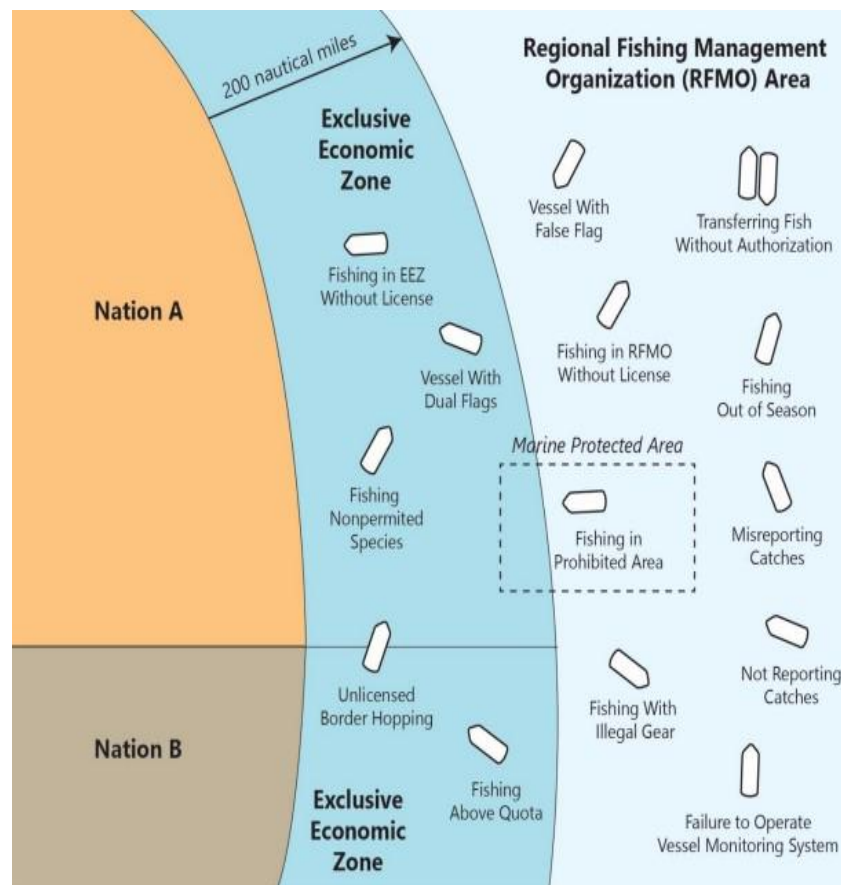 200 nautical miles
Regional Fishing Management
Organization (RFMO) Area
Exclusive
Economic
Zone
Vessel With
False Flag
Transferring Fish
Without Authorization
Fishing in EEZ
Without License
Nation A
Vessel With
Dual Flags
Fishing in RFMO
Without License
Fishing
Out of Season
Marine Protected Area
Fishing
Nonpermited
Species
Fishing in
Prohibited Area
Misreporting
Catches
Unlicensed
Border Hopping
Fishing With
Illegal Gear
Not Reporting
Catches
Nation B
Fishing
Above Quota
Exclusive
Economic
Zone
Failure to Operate
Vessel Monitoring System